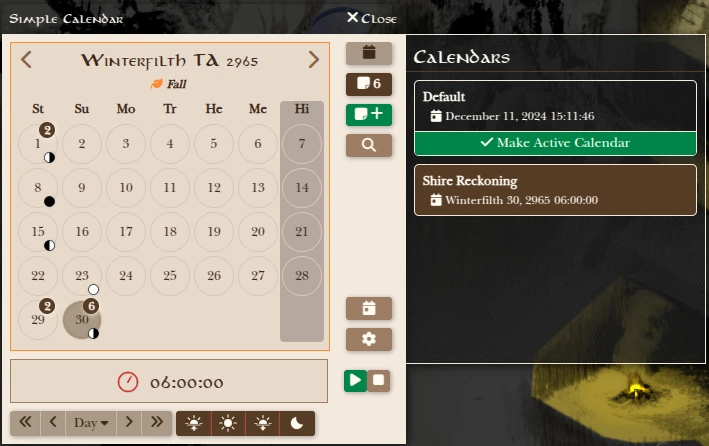 Simple Calendar
Close
Winterfilth TA 2965
Fall
St Su Mo Tr He Me Hi
2
1 2 3 4 5 6 7
8 9 10 11 12 13 14
15 16 17 18 19 20 21
22 23 24 25 26 27 28
2 6
29 30
06:00:00
Day
6
Calendars
Default
December 11, 2024 15:11:46
Make Active Calendar
Shire Reckoning
Winterfilth 30, 2965 06:00:00